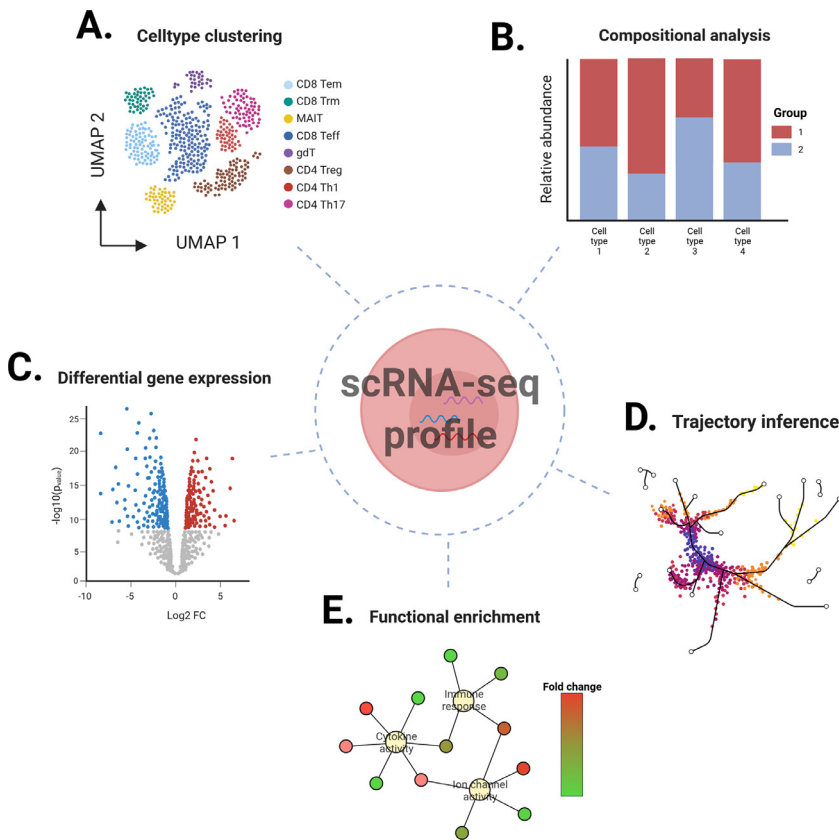 A.
Celltype clustering
UMAP 2
UMAP 1
CD8 Tem
CD8 Trm
MAIT
CD8 Teff
gdT
CD4 Treg
CD4 Th1
CD4 Th17
B.
Compositional analysis
Relative abundance
Cell
type
1
Cell
type
2
Cell
type
3
Cell
type
4
Group
1
2
scRNA-seq
profile
C.
Differential gene expression
-log10(pvalue)
25
20
15
10
5
0
-10
-5
0
5
Log2 FC
D.
Trajectory inference
E.
Functional enrichment
Immune
response
Cytokine
activity
Ion channel
activity
Fold change